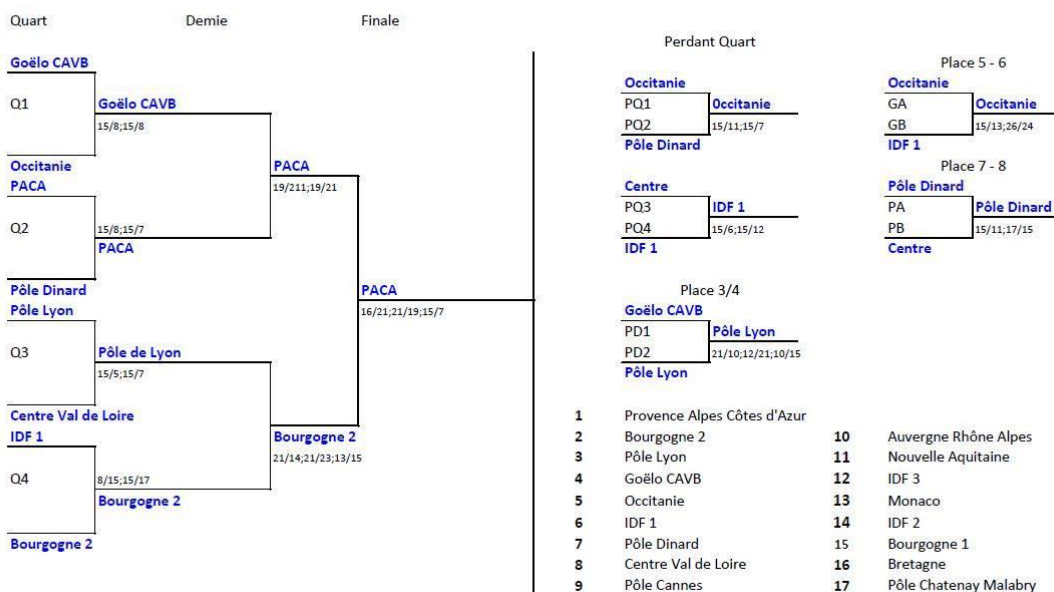 Quart Demie Finale
Goëlo CAVB
Q1 Goëlo CAVB
15/8;15/8
Occitanie
PACA
PACA
19/211;19/21
Q2 15/8;15/7
PACA
Pôle Dinard
Pôle Lyon
PACA
16/21;21/19;15/7
Q3 Pôle de Lyon
15/5;15/7
Centre Val de Loire
IDF 1
Bourgogne 2
21/14;21/23;13/15
Q4 8/15;15/17
Bourgogne 2
Bourgogne 2
Perdant Quart
Occitanie
PQ1 0ccitanie
PQ2 15/11;15/7
Pôle Dinard
Centre
PQ3 IDF 1
PQ4 15/6;15/12
IDF 1
Place 5 - 6
Occitanie
GA Occitanie
GB 15/13;26/24
IDF 1
Place 7 - 8
Pôle Dinard
PA Pôle Dinard
PB 15/11;17/15
Centre
Place 3/4
Goëlo CAVB
PD1 Pôle Lyon
PD2 21/10;12/21;10/15
Pôle Lyon
1 Provence Alpes Côtes d'Azur
2 Bourgogne 2
3 Pôle Lyon
4 Goëlo CAVB
5 Occitanie
6 IDF 1
7 Pôle Dinard
8 Centre Val de Loire
9 Pôle Cannes
10 Auvergne Rhône Alpes
11 Nouvelle Aquitaine
12 IDF 3
13 Monaco
14 IDF 2
15 Bourgogne 1
16 Bretagne
17 Pôle Chatenay Malabry